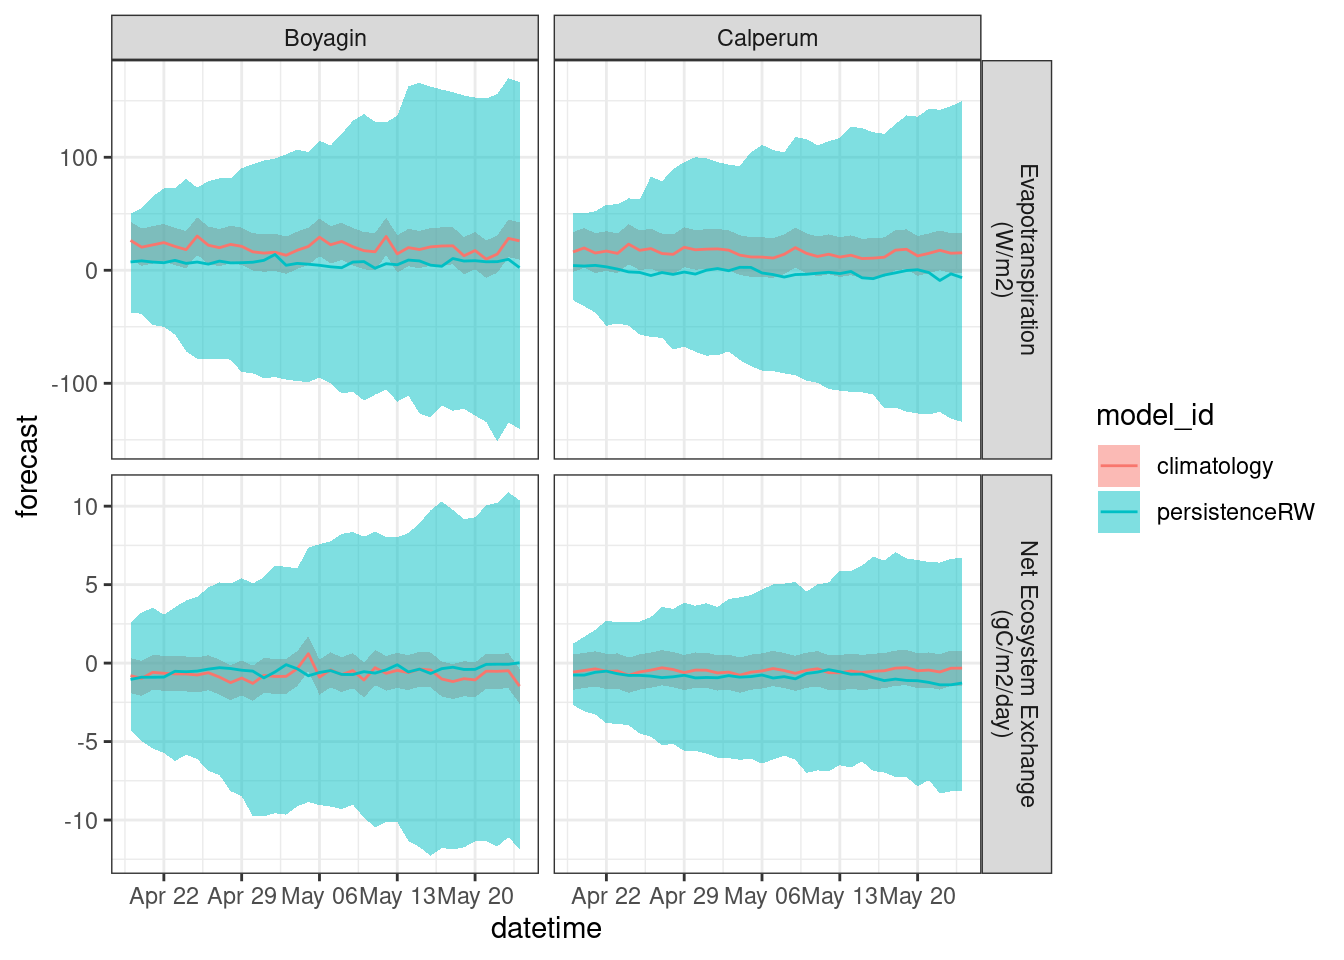 Boyagin
Calperum
100
0
-100
Evapotranspiration
(W/m2)
forecast
10
5
0
-5
-10
Net Ecosystem Exchange
(gC/m2/day)
Apr 22 Apr 29 May 06 May 13 May 20
Apr 22 Apr 29 May 06 May 13 May 20
datetime
model_id
climatology
persistenceRW